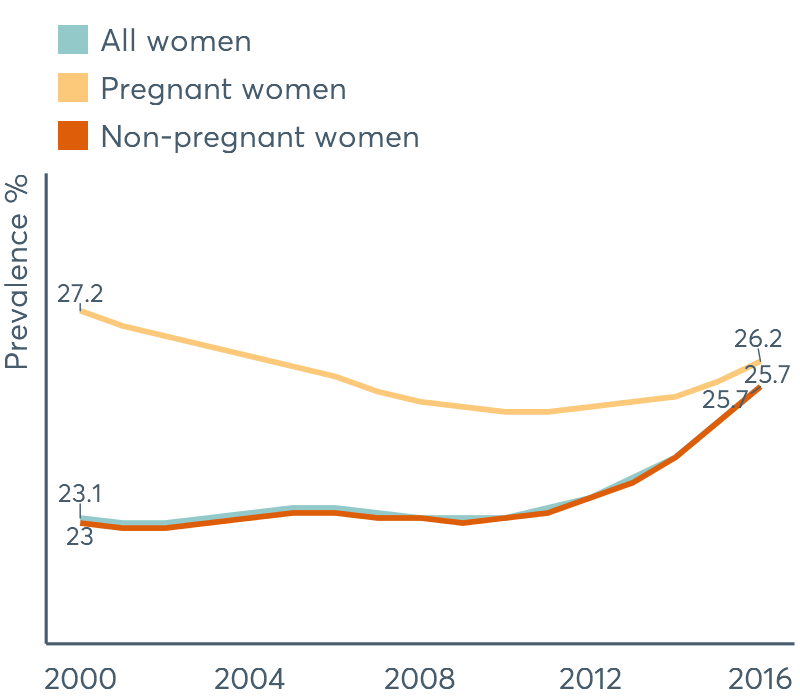 All women
Pregnant women
Non-pregnant women
Prevalence %
27.2
26.2
25.7
25.7
23.1
23
2000 2004 2008 2012 2016